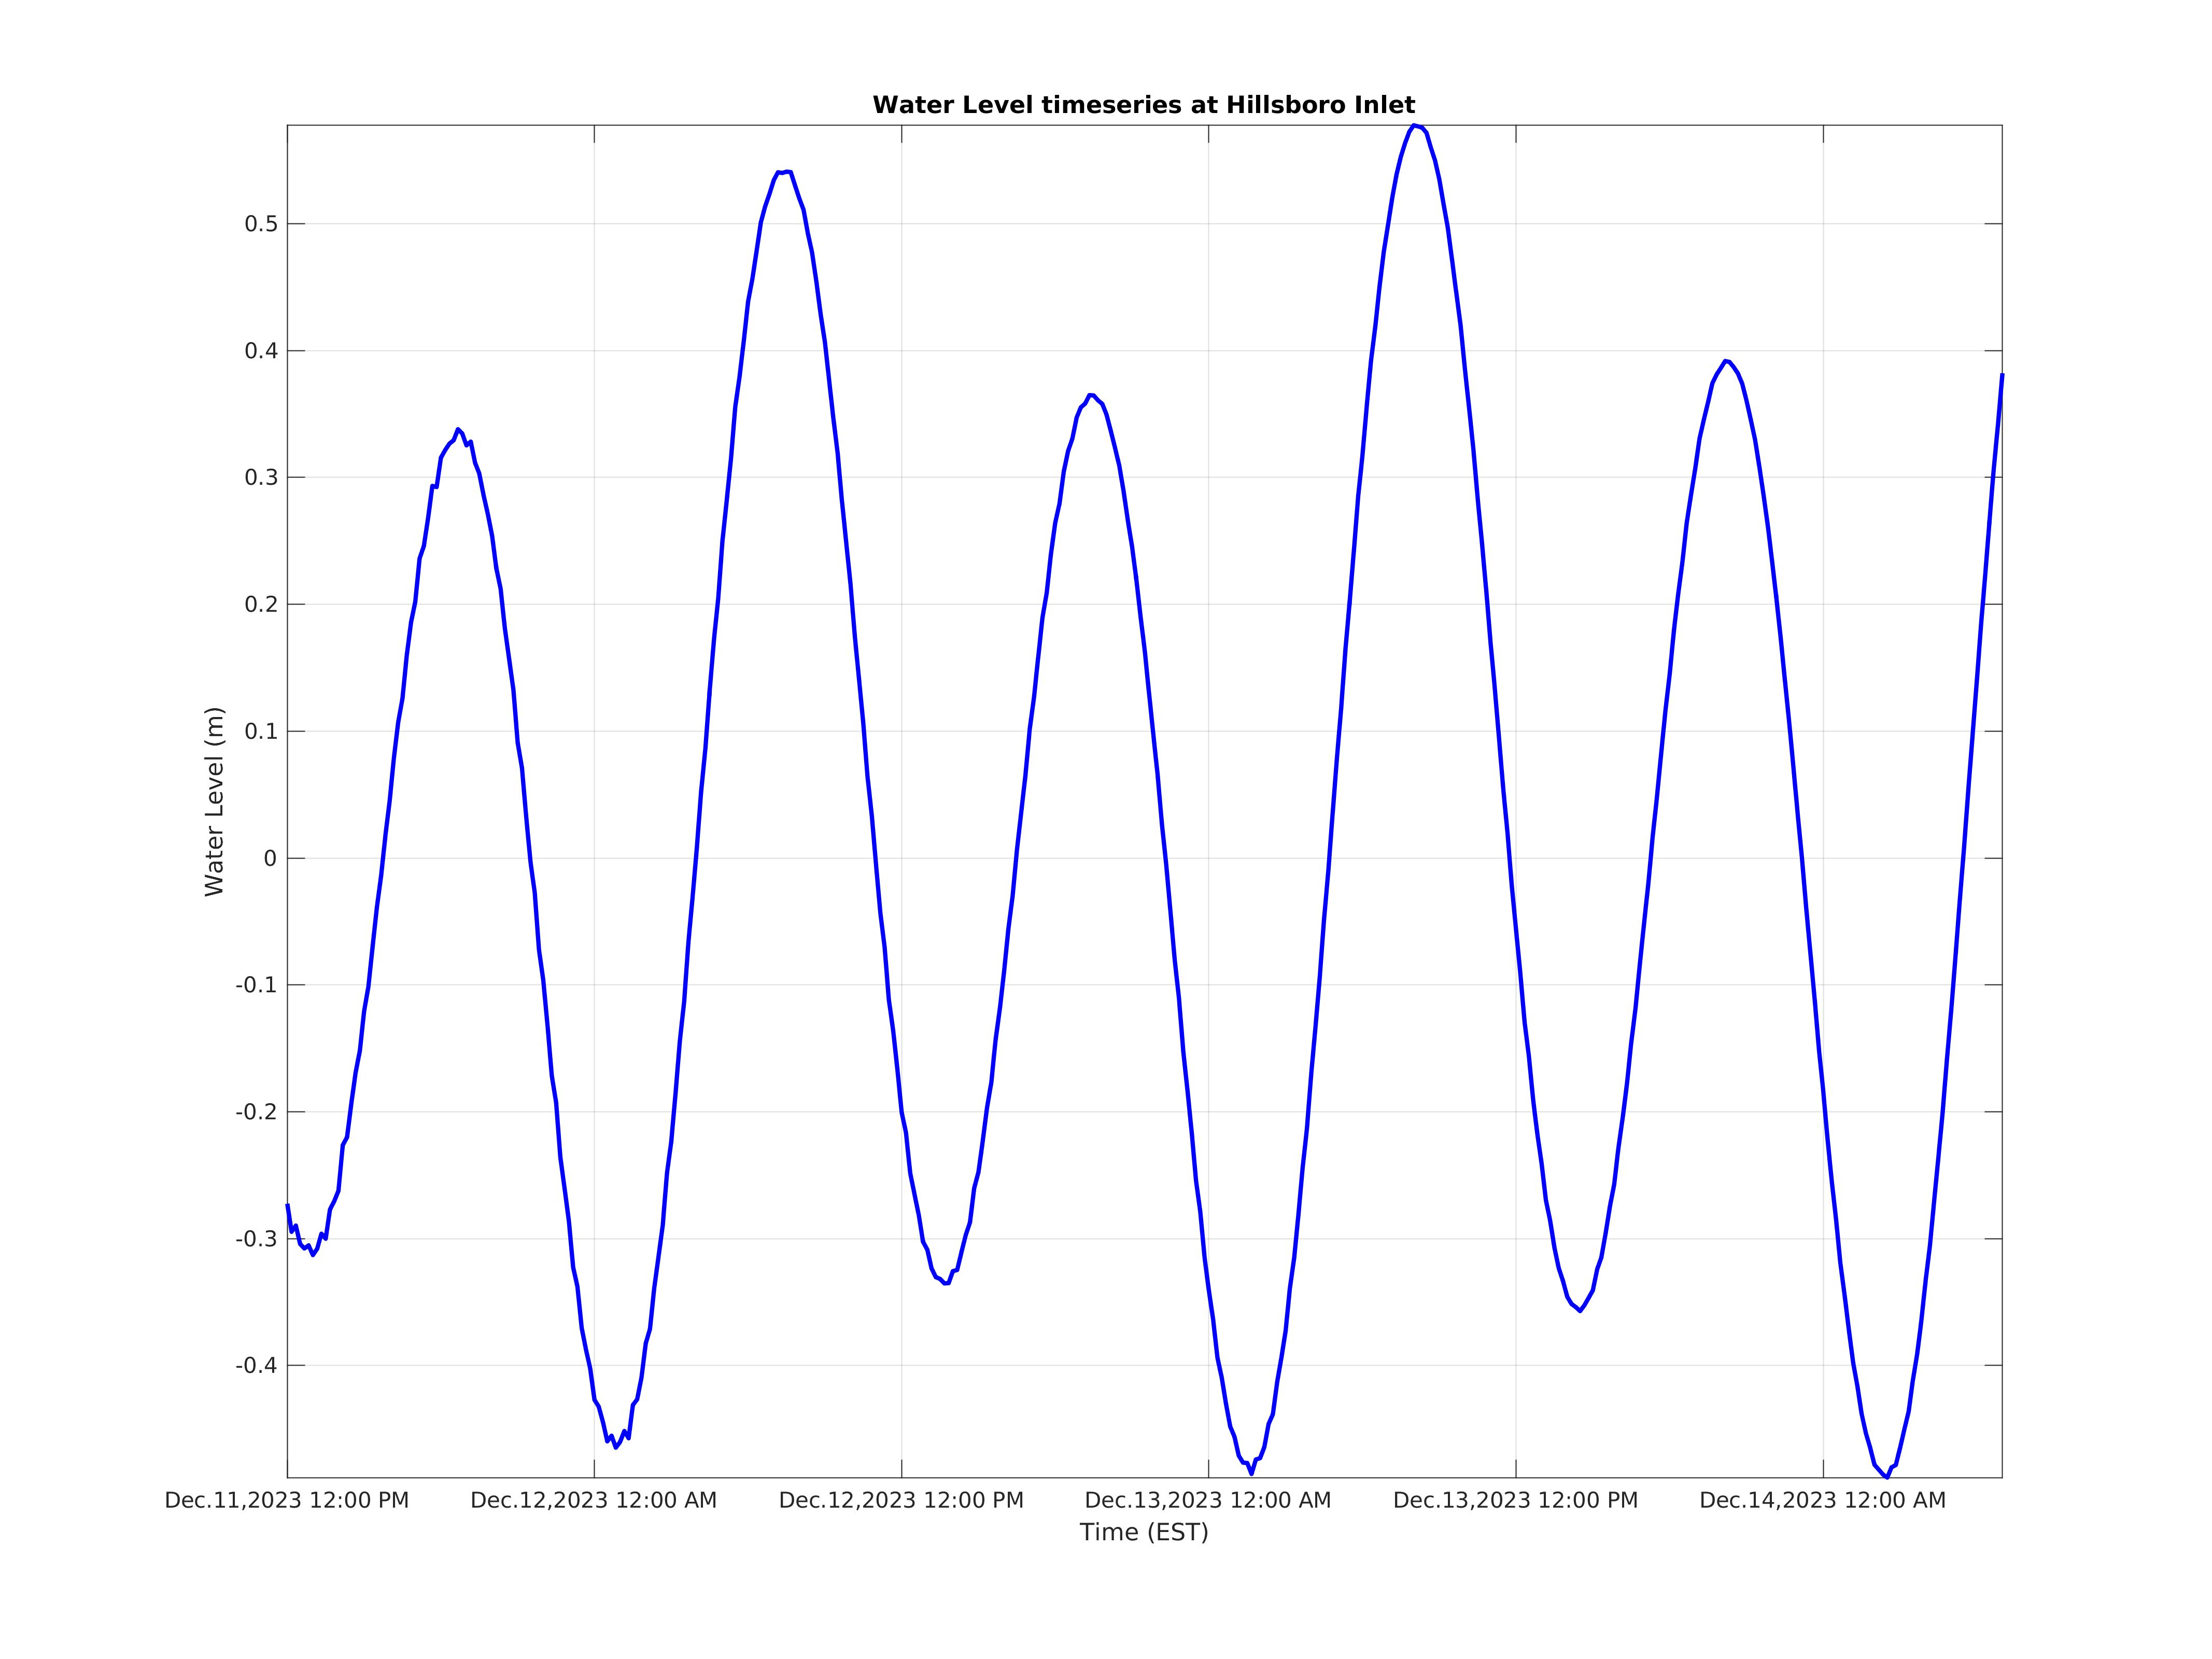 Water Level timeseries at Hillsboro Inlet
Water Level (m)
0.5
0.4
0.3
0.2
0.1
0
-0.1
-0.2
-0.3
-0.4
Dec.11,2023 12:00 PM
Dec.12,2023 12:00 AM
Dec.12,2023 12:00 PM
Dec.13,2023 12:00 AM
Dec.13,2023 12:00 PM
Dec.14,2023 12:00 AM
Time (EST)